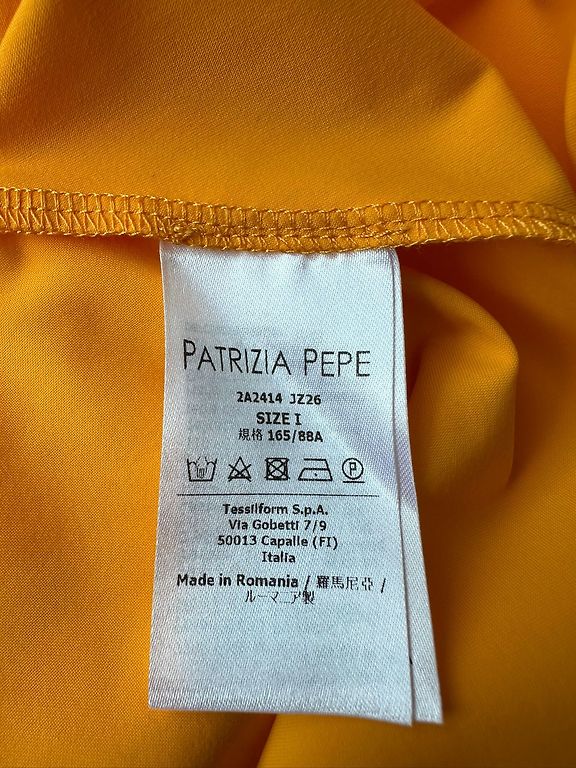 PATRIZIA PEPE
2A2414 JZ26
SIZE I
規格 165/88A
Tessilform S.p.A.
Via Gobetti 7/9
50013 Capalle (FI)
Italia
Made in Romania / 羅馬尼亞 /
ルーマニア製